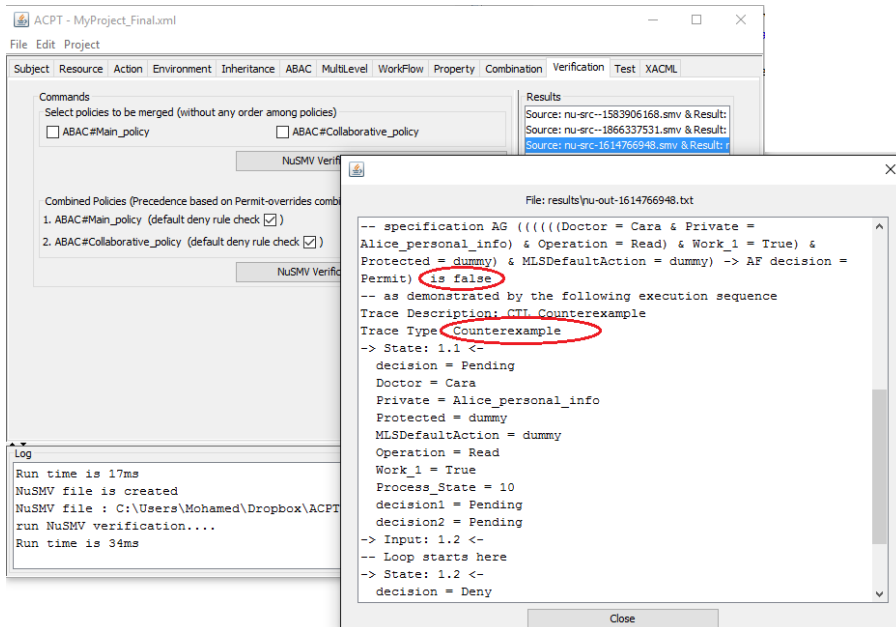 ACPT - MyProject_Final.xml
File Edit Project
Subject Resource Action Environment Inheritance ABAC MultiLevel WorkFlow Property Combination Verification Test XACML
Commands
Select policies to be merged (without any order among policies)
ABAC#Main_policy ABAC#Collaborative_policy
NuSMV Verifi
Combined Policies (Precedence based on Permit-overrides combi
1. ABAC#Main_policy (default deny rule check )
2. ABAC#Collaborative_policy (default deny rule check )
NuSMV Verific
Results
Source: nu-src--1583906168.smv & Result:
Source: nu-src--1866337531.smv & Result:
Source: nu-src-1614766948.smv & Result: r
Log
Run time is 17ms
NuSMV file is created
NuSMV file : C:\Users\Mohamed\Dropbox\ACPT
run NuSMV verification....
Run time is 34ms
File: results\nu-out-1614766948.txt
-- specification AG ((((((Doctor = Cara & Private =
Alice_personal_info) & Operation = Read) & Work_1 = True) &
Protected = dummy) & MLSDefaultAction = dummy) -> AF decision =
Permit) is false
-- as demonstrated by the following execution sequence
Trace Description: CTL Counterexample
Trace Type: Counterexample
-> State: 1.1 <-
decision = Pending
Doctor = Cara
Private = Alice_personal_info
Protected = dummy
MLSDefaultAction = dummy
Operation = Read
Work_1 = True
Process_State = 10
decision1 = Pending
decision2 = Pending
-> Input: 1.2 <-
-- Loop starts here
-> State: 1.2 <-
decision = Deny
Close